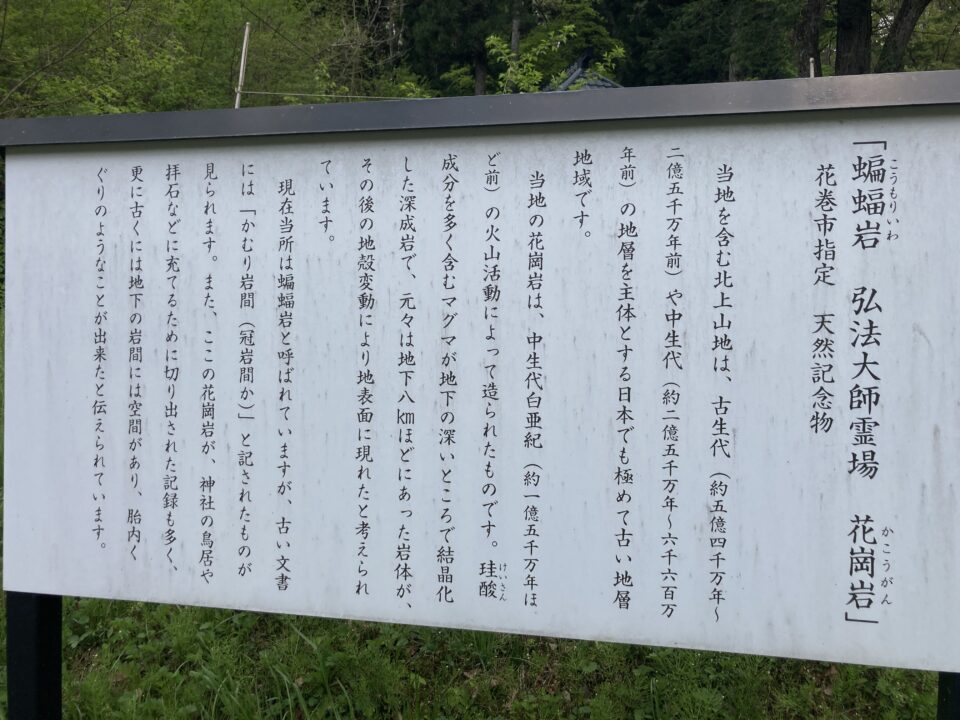 「蝙蝠岩 弘法大師霊場 花崗岩」
こうもりいわ
かこうがん
花巻市指定 天然記念物
当地を含む北上山地は、古生代（約五億四千万年～
二億五千万年前）や中生代（約二億五千万年～六千六百万
年前）の地層を主体とする日本でも極めて古い地層
地域です。
当地の花崗岩は、中生代白亜紀（約一億五千万年ほ
ど前）の火山活動によって造られたものです。珪酸
けいさん
成分を多く含むマグマが地下の深いところで結晶化
した深成岩で、元々は地下八㎞ほどにあった岩体が、
その後の地殻変動により地表面に現れたと考えられ
ています。
現在当所は蝙蝠岩と呼ばれていますが、古い文書
には「かむり岩間（冠岩間か）」と記されたものが
見られます。また、ここの花崗岩が、神社の鳥居や
拝石などに充てるために切り出された記録も多く、
更に古くには地下の岩間には空間があり、胎内く
ぐりのようなことが出来たと伝えられています。